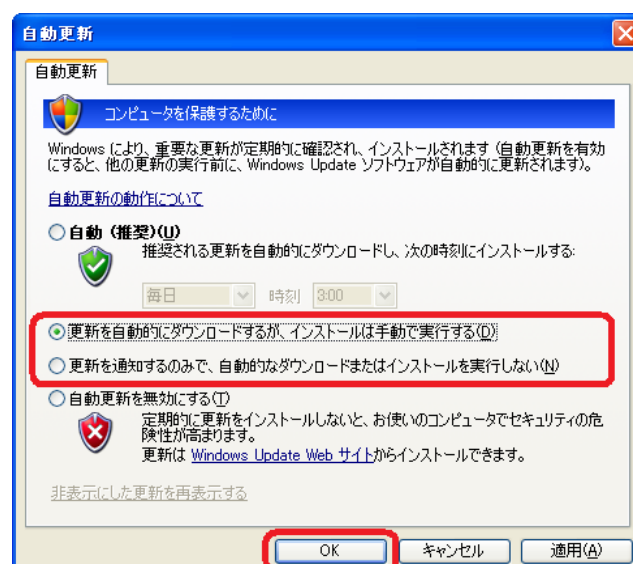 自動更新
自動更新
コンピュータを保護するために
Windows により、重要な更新が定期的に確認され、インストールされます (自動更新を有効
にすると、他の更新の実行前に、Windows Update ソフトウェアが自動的に更新されます)。
自動更新の動作について
自動 (推奨)(U)
推奨される更新を自動的にダウンロードし、次の時刻にインストールする:
毎日 時刻 3:00
更新を自動的にダウンロードするが、インストールは手動で実行する(D)
更新を通知するのみで、自動的なダウンロードまたはインストールを実行しない(N)
自動更新を無効にする(T)
定期的に更新をインストールしないと、お使いのコンピュータでセキュリティの危
険性が高まります。
更新は Windows Update Web サイトからインストールできます。
非表示にした更新を再表示する
OK キャンセル 適用(A)